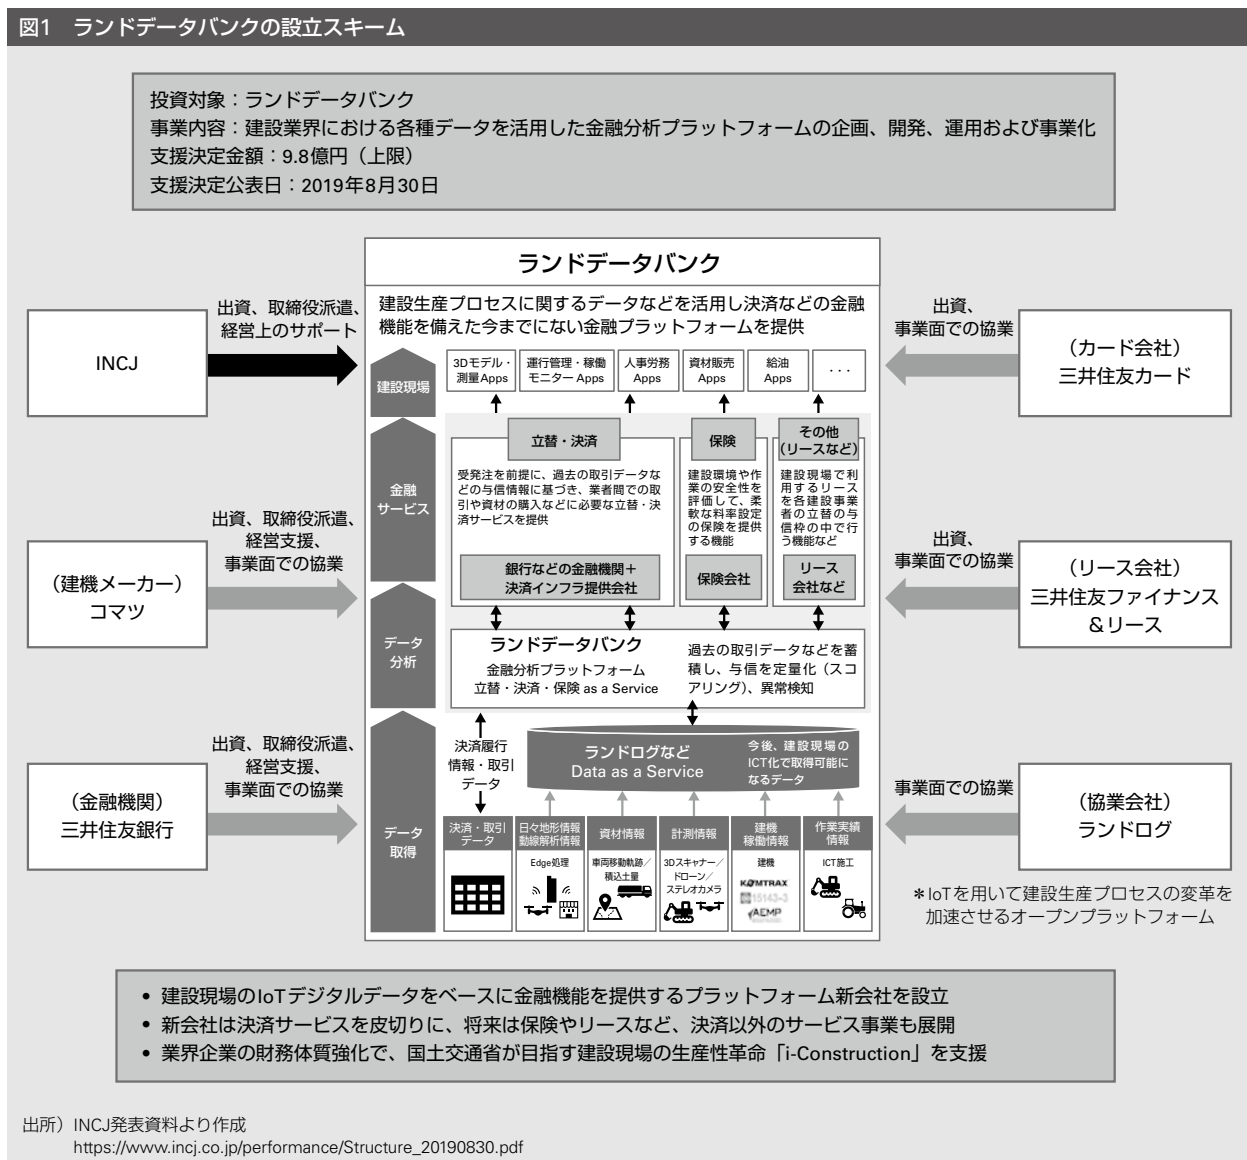 図1　ランドデータバンクの設立スキーム
投資対象：ランドデータバンク
事業内容：建設業界における各種データを活用した金融分析プラットフォームの企画、開発、運用および事業化
支援決定金額：9.8億円（上限）
支援決定公表日：2019年8月30日
INCJ
出資、取締役派遣、
経営上のサポート
（建機メーカー）
コマツ
出資、取締役派遣、
経営支援、
事業面での協業
（金融機関）
三井住友銀行
出資、取締役派遣、
経営支援、
事業面での協業
ランドデータバンク
建設生産プロセスに関するデータなどを活用し決済などの金融
機能を備えた今までにない金融プラットフォームを提供
建設現場
3Dモデル・
測量Apps
運行管理・稼働
モニター Apps
人事労務
Apps
資材販売
Apps
給油
Apps
・・・
金融
サービス
立替・決済
受発注を前提に、過去の取引データな
どの与信情報に基づき、業者間での取
引や資材の購入などに必要な立替・決
済サービスを提供
銀行などの金融機関＋
決済インフラ提供会社
保険
建設環境や作
業の安全性を
評価して、柔
軟な料率設定
の保険を提供
する機能
保険会社
その他
（リースなど）
建設現場で利
用するリース
を各建設事業
者の立替の与
信枠の中で行
う機能など
リース
会社など
データ
分析
ランドデータバンク
金融分析プラットフォーム
立替・決済・保険 as a Service
過去の取引データなどを蓄
積し、与信を定量化（スコ
アリング）、異常検知
データ
取得
決済履行
情報・取引
データ
ランドログなど
Data as a Service
今後、建設現場の
ICT化で取得可能に
なるデータ
決済・取引
データ
日々地形情報
動線解析情報
Edge処理
資材情報
車両移動軌跡／
積込土量
計測情報
3Dスキャナー／
ドローン／
ステレオカメラ
建機
稼働情報
建機
KOMTRAX
15143-3
AEMP
作業実績
情報
ICT施工
出資、
事業面での協業
（カード会社）
三井住友カード
出資、
事業面での協業
（リース会社）
三井住友ファイナンス
＆リース
事業面での協業
（協業会社）
ランドログ
＊IoTを用いて建設生産プロセスの変革を
加速させるオープンプラットフォーム
• 建設現場のIoTデジタルデータをベースに金融機能を提供するプラットフォーム新会社を設立
• 新会社は決済サービスを皮切りに、将来は保険やリースなど、決済以外のサービス事業も展開
• 業界企業の財務体質強化で、国土交通省が目指す建設現場の生産性革命「i-Construction」を支援
出所）INCJ発表資料より作成
https://www.incj.co.jp/performance/Structure_20190830.pdf